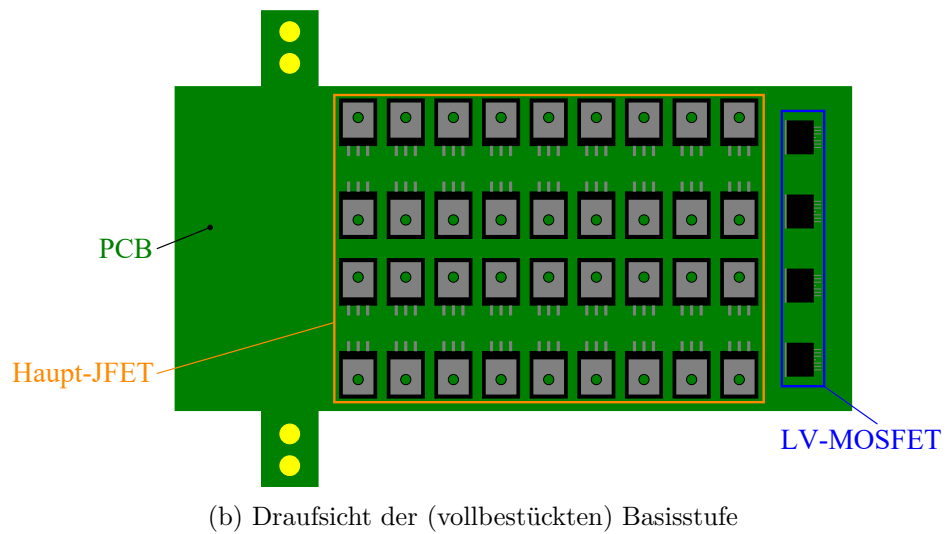 PCB
Haupt-JFET
LV-MOSFET
(b) Draufsicht der (vollbestückten) Basisstufe